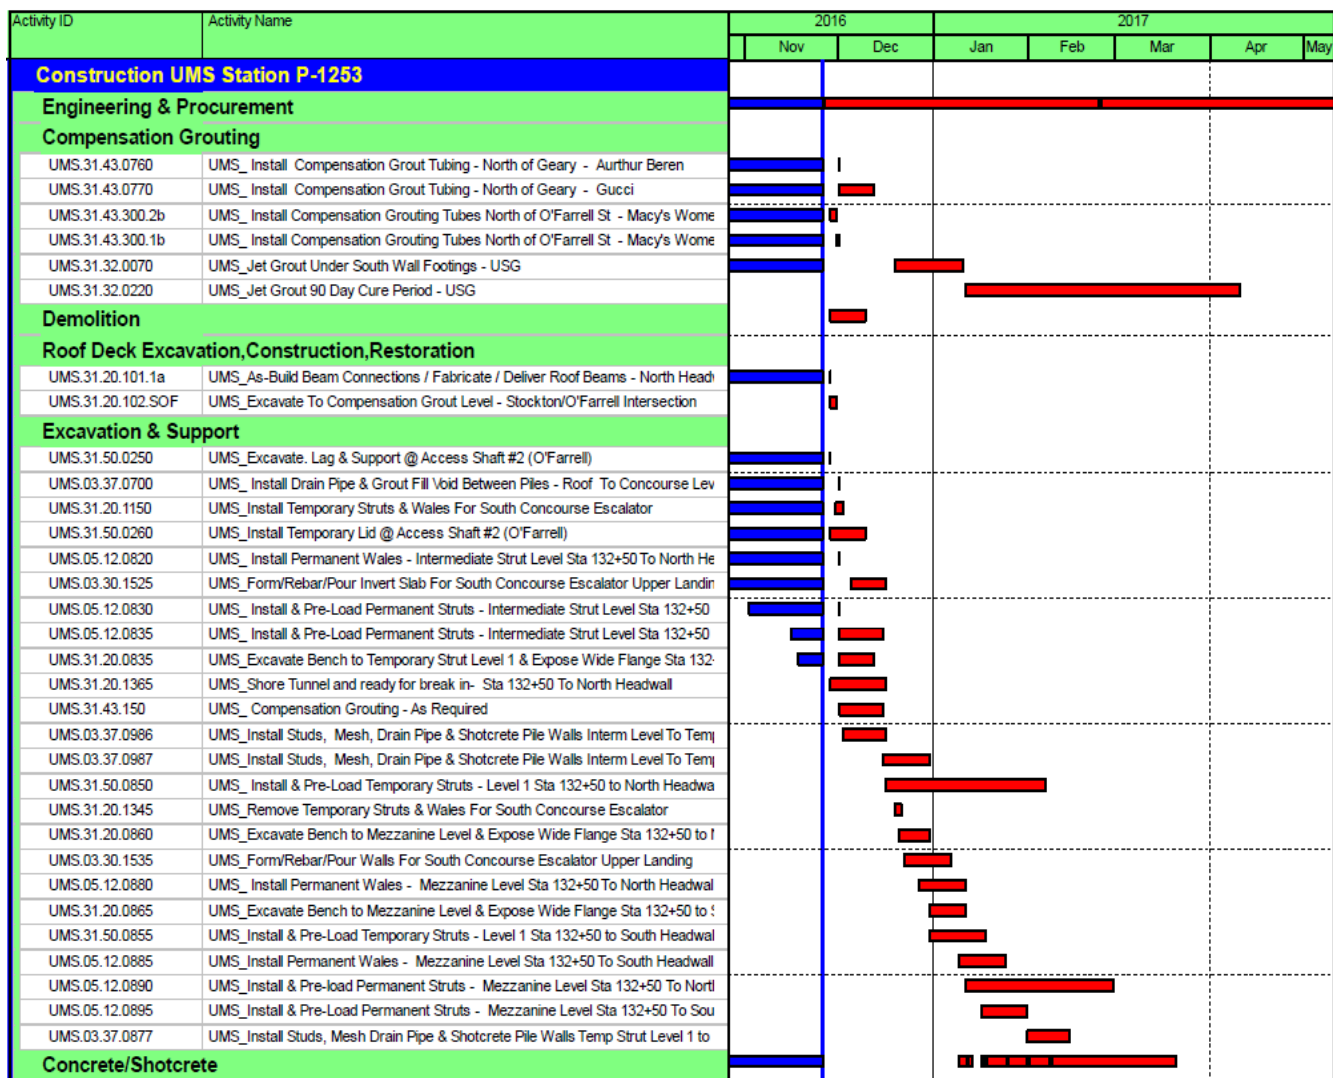 Activity ID Activity Name 2016 2017
Nov Dec Jan Feb Mar Apr May
Construction UMS Station P-1253
Engineering & Procurement
Compensation Grouting
UMS.31.43.0760 UMS_ Install Compensation Grout Tubing - North of Geary - Aurthur Beren
UMS.31.43.0770 UMS_ Install Compensation Grout Tubing - North of Geary - Gucci
UMS.31.43.300.2b UMS_ Install Compensation Grouting Tubes North of O'Farrell St - Macy's Wome
UMS.31.43.300.1b UMS_ Install Compensation Grouting Tubes North of O'Farrell St - Macy's Wome
UMS.31.32.0070 UMS_Jet Grout Under South Wall Footings - USG
UMS.31.32.0220 UMS_Jet Grout 90 Day Cure Period - USG
Demolition
Roof Deck Excavation,Construction,Restoration
UMS.31.20.101.1a UMS_As-Build Beam Connections / Fabricate / Deliver Roof Beams - North Head
UMS.31.20.102.SOF UMS_Excavate To Compensation Grout Level - Stockton/O'Farrell Intersection
Excavation & Support
UMS.31.50.0250 UMS_Excavate. Lag & Support @ Access Shaft #2 (O'Farrell)
UMS.03.37.0700 UMS_ Install Drain Pipe & Grout Fill Void Between Piles - Roof To Concourse Lev
UMS.31.20.1150 UMS_Install Temporary Struts & Wales For South Concourse Escalator
UMS.31.50.0260 UMS_Install Temporary Lid @ Access Shaft #2 (O'Farrell)
UMS.05.12.0820 UMS_ Install Permanent Wales - Intermediate Strut Level Sta 132+50 To North He
UMS.03.30.1525 UMS_Form/Rebar/Pour Invert Slab For South Concourse Escalator Upper Landin
UMS.05.12.0830 UMS_ Install & Pre-Load Permanent Struts - Intermediate Strut Level Sta 132+50
UMS.05.12.0835 UMS_ Install & Pre-Load Permanent Struts - Intermediate Strut Level Sta 132+50
UMS.31.20.0835 UMS_Excavate Bench to Temporary Strut Level 1 & Expose Wide Flange Sta 132-
UMS.31.20.1365 UMS_Shore Tunnel and ready for break in- Sta 132+50 To North Headwall
UMS.31.43.150 UMS_ Compensation Grouting - As Required
UMS.03.37.0986 UMS_Install Studs, Mesh, Drain Pipe & Shotcrete Pile Walls Interm Level To Tem
UMS.03.37.0987 UMS_Install Studs, Mesh, Drain Pipe & Shotcrete Pile Walls Interm Level To Tem
UMS.31.50.0850 UMS_ Install & Pre-Load Temporary Struts - Level 1 Sta 132+50 to North Headwa
UMS.31.20.1345 UMS_Remove Temporary Struts & Wales For South Concourse Escalator
UMS.31.20.0860 UMS_Excavate Bench to Mezzanine Level & Expose Wide Flange Sta 132+50 to
UMS.03.30.1535 UMS_Form/Rebar/Pour Walls For South Concourse Escalator Upper Landing
UMS.05.12.0880 UMS_ Install Permanent Wales - Mezzanine Level Sta 132+50 To North Headwal
UMS.31.20.0865 UMS_Excavate Bench to Mezzanine Level & Expose Wide Flange Sta 132+50 to
UMS.31.50.0855 UMS_Install & Pre-Load Temporary Struts - Level 1 Sta 132+50 to South Headwal
UMS.05.12.0885 UMS_Install Permanent Wales - Mezzanine Level Sta 132+50 To South Headwall
UMS.05.12.0890 UMS_Install & Pre-load Permanent Struts - Mezzanine Level Sta 132+50 To Nort
UMS.05.12.0895 UMS_Install & Pre-Load Permanent Struts - Mezzanine Level Sta 132+50 To Sou
UMS.03.37.0877 UMS_Install Studs, Mesh Drain Pipe & Shotcrete Pile Walls Temp Strut Level 1 to
Concrete/Shotcrete